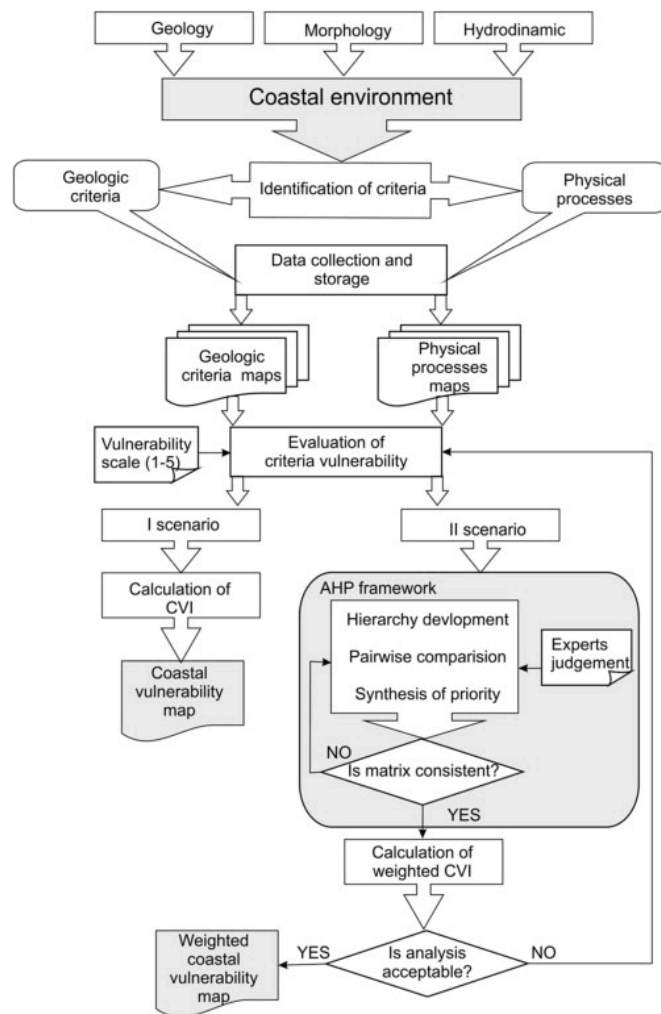 Geology
Morphology
Hydrodinamic
Coastal environment
Geologic
criteria
Identification of criteria
Physical
processes
Data collection and
storage
Geologic
criteria maps
Physical
processes
maps
Vulnerability
scale (1-5)
Evaluation of
criteria vulnerability
I scenario
II scenario
Calculation of
CVI
Coastal
vulnerability
map
AHP framework
Hierarchy devlopment
Pairwise comparision
Synthesis of priority
Experts
judgement
NO
Is matrix consistent?
YES
Calculation of
weighted CVI
Weighted
coastal
vulnerability
map
YES
Is analysis
acceptable?
NO